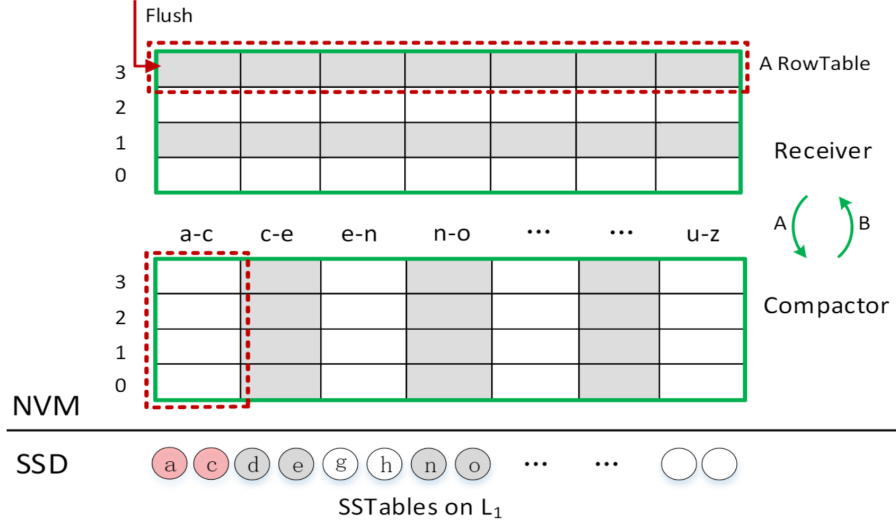 Flush
3
A RowTable
2
1
Receiver
0
A
B
a-c c-e e-n n-o ... ... u-z
3
Compactor
2
1
0
NVM
SSD
a c d e g h n o ... ...
SSTables on L₁